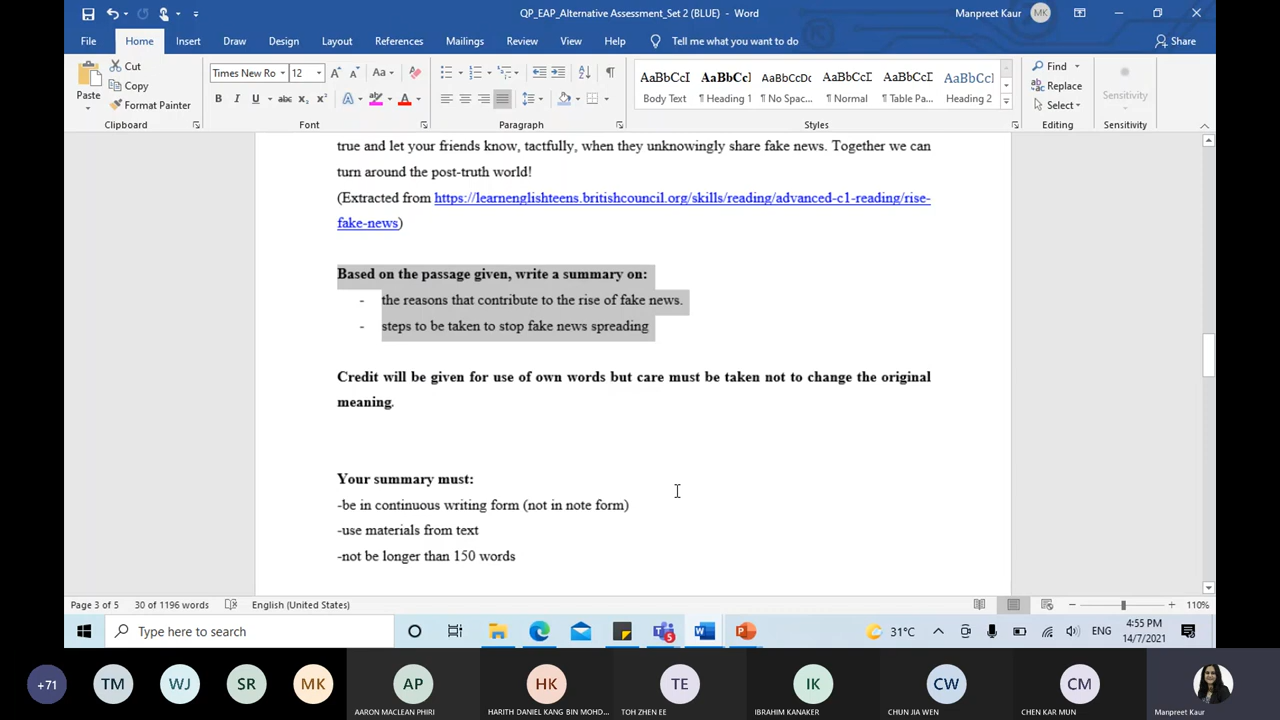 QP_EAP_Alternative Assessment_Set 2 (BLUE) - Word
Manpreet Kaur MK
File Home Insert Draw Design Layout References Mailings Review View Help Tell me what you want to do Share
Paste
Cut
Copy
Format Painter
Clipboard
Times New Ro 12
Font
Paragraph
AaBbCcI AaBbCcI AaBbCcDc AaBbCcD AaBbCcD AaBbCcD
Body Text ¶ Heading 1 ¶ No Spac... ¶ Normal ¶ Table Pa... Heading 2
Styles
Find
Replace
Select
Editing
Sensitivity
Sensitivity
true and let your friends know, tactfully, when they unknowingly share fake news. Together we can
turn around the post-truth world!
(Extracted from https://learnenglishteens.britishcouncil.org/skills/reading/advanced-c1-reading/rise-
fake-news)
Based on the passage given, write a summary on:
- the reasons that contribute to the rise of fake news.
- steps to be taken to stop fake news spreading
Credit will be given for use of own words but care must be taken not to change the original
meaning.
Your summary must:
-be in continuous writing form (not in note form)
-use materials from text
-not be longer than 150 words
Page 3 of 5 30 of 1196 words English (United States) 110%
Type here to search
5
31°C
ENG
4:55 PM
14/7/2021
+71 TM WJ SR MK AP HK TE IK CW CM
AARON MACLEAN PHIRI HARITH DANIEL KANG BIN MOHD... TOH ZHEN EE IBRAHIM KANAKER CHUN JIA WEN CHEN KAR MUN Manpreet Kaur